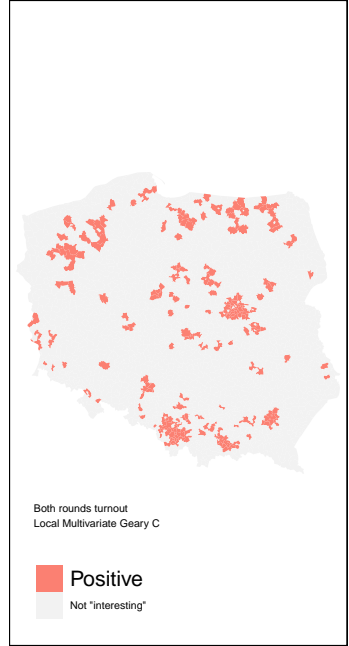 Both rounds turnout
Local Multivariate Geary C
Positive
Not "interesting"